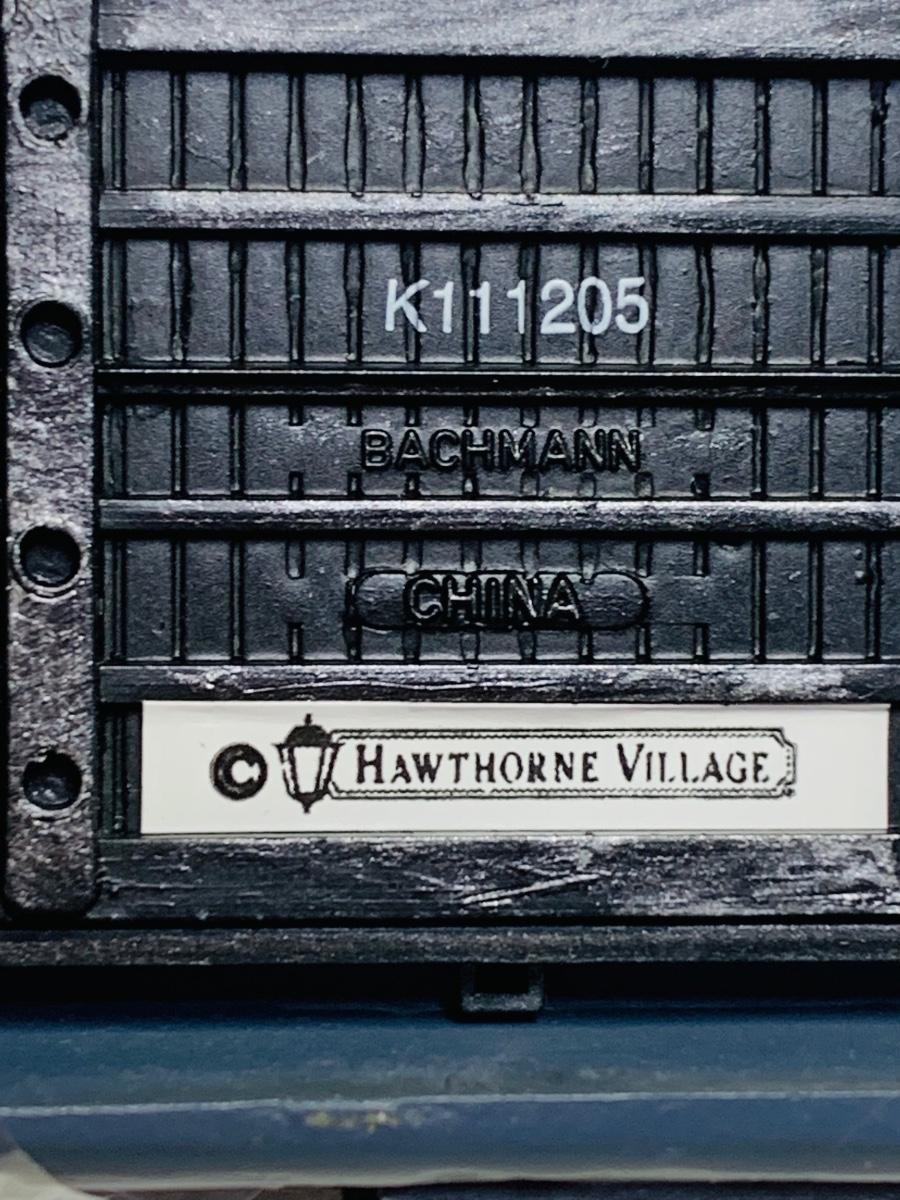 K111205
BACHMANN
CHINA
© HAWTHORNE VILLAGE